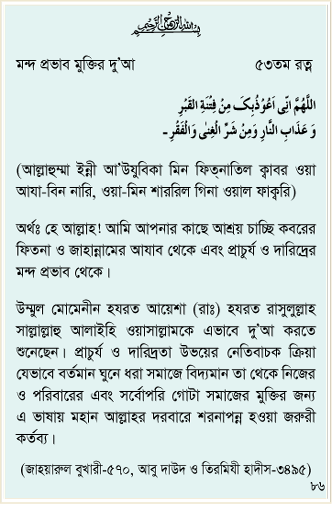 بسم الله الرحمن الرحيم
মন্দ প্রভাব মুক্তির দু'আ ৫৩তম রত্ন
اَللّٰهُمَّ اِنِّى اَعُوْذُبِكَ مِنْ فِتْنَةِ الْقَبْرِ
وَ عَذَابِ النَّارِ وَمِنْ شَرِّ الْغِنٰى وَالْفَقْرِ ـ
(আল্লাহুম্মা ইন্নী আ'উযুবিকা মিন ফিত্‌নাতিল ক্বাবর ওয়া
আযা-বিন নারি, ওয়া-মিন শাররিল গিনা ওয়াল ফাক্বরি)
অর্থঃ হে আল্লাহ! আমি আপনার কাছে আশ্রয় চাচ্ছি কবরের
ফিতনা ও জাহান্নামের আযাব থেকে এবং প্রাচুর্য ও দারিদ্রের
মন্দ প্রভাব থেকে।
উম্মুল মোমেনীন হযরত আয়েশা (রাঃ) হযরত রাসুলুল্লাহ
সাল্লাল্লাহু আলাইহি ওয়াসাল্লামকে এভাবে দু'আ করতে
শুনেছেন। প্রাচুর্য ও দারিদ্রতা উভয়ের নেতিবাচক ক্রিয়া
যেভাবে বর্তমান ঘুনে ধরা সমাজে বিদ্যমান তা থেকে নিজের
ও পরিবারের এবং সর্বোপরি গোটা সমাজের মুক্তির জন্য
এ ভাষায় মহান আল্লাহর দরবারে শরনাপন্ন হওয়া জরুরী
কর্তব্য।
(জাহয়ারুল বুখারী-৫৭০, আবু দাউদ ও তিরমিযী হাদীস-৩৪৯৫)
৮৬